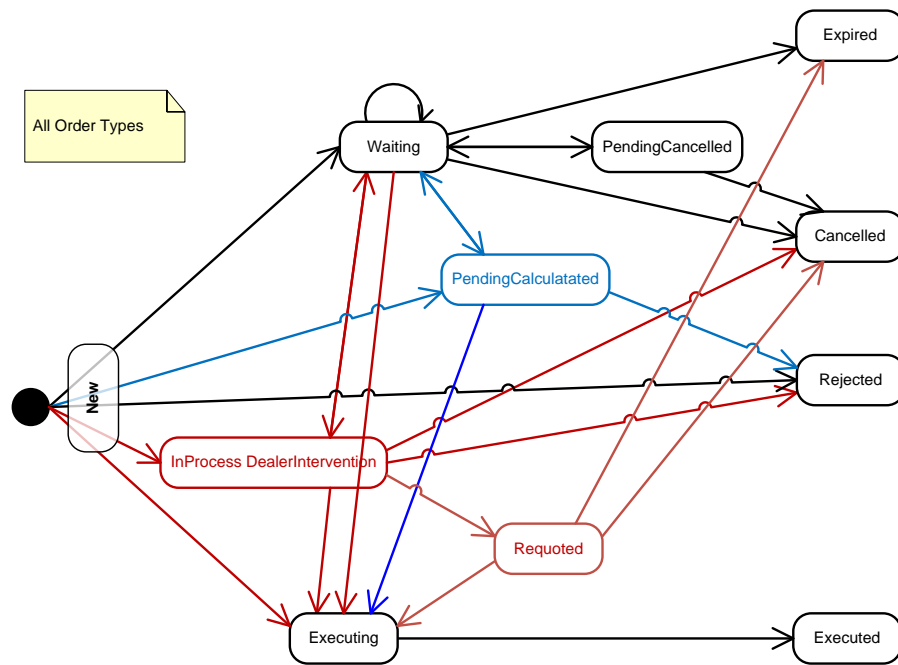 Expired
All Order Types
Waiting
PendingCancelled
Cancelled
PendingCalculatated
Rejected
New
InProcess DealerIntervention
Requoted
Executing
Executed